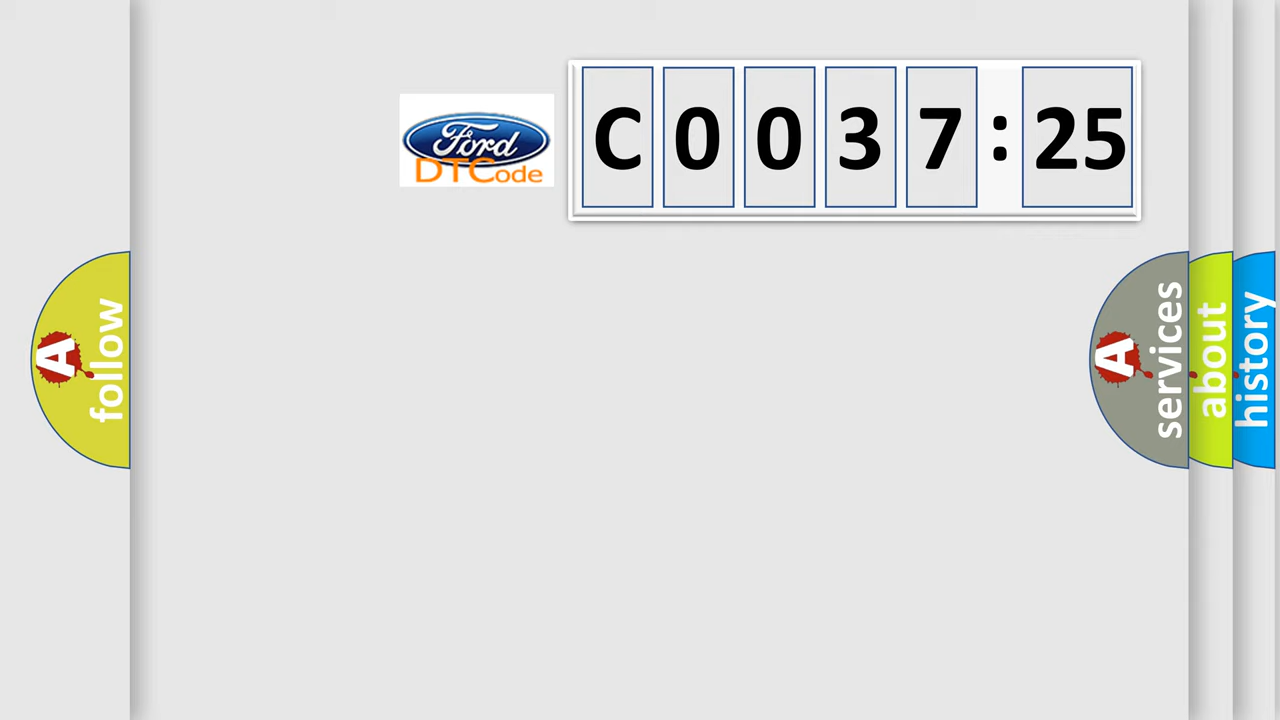 Ford
DTCode
C0037:25
A follow
A services
about
history